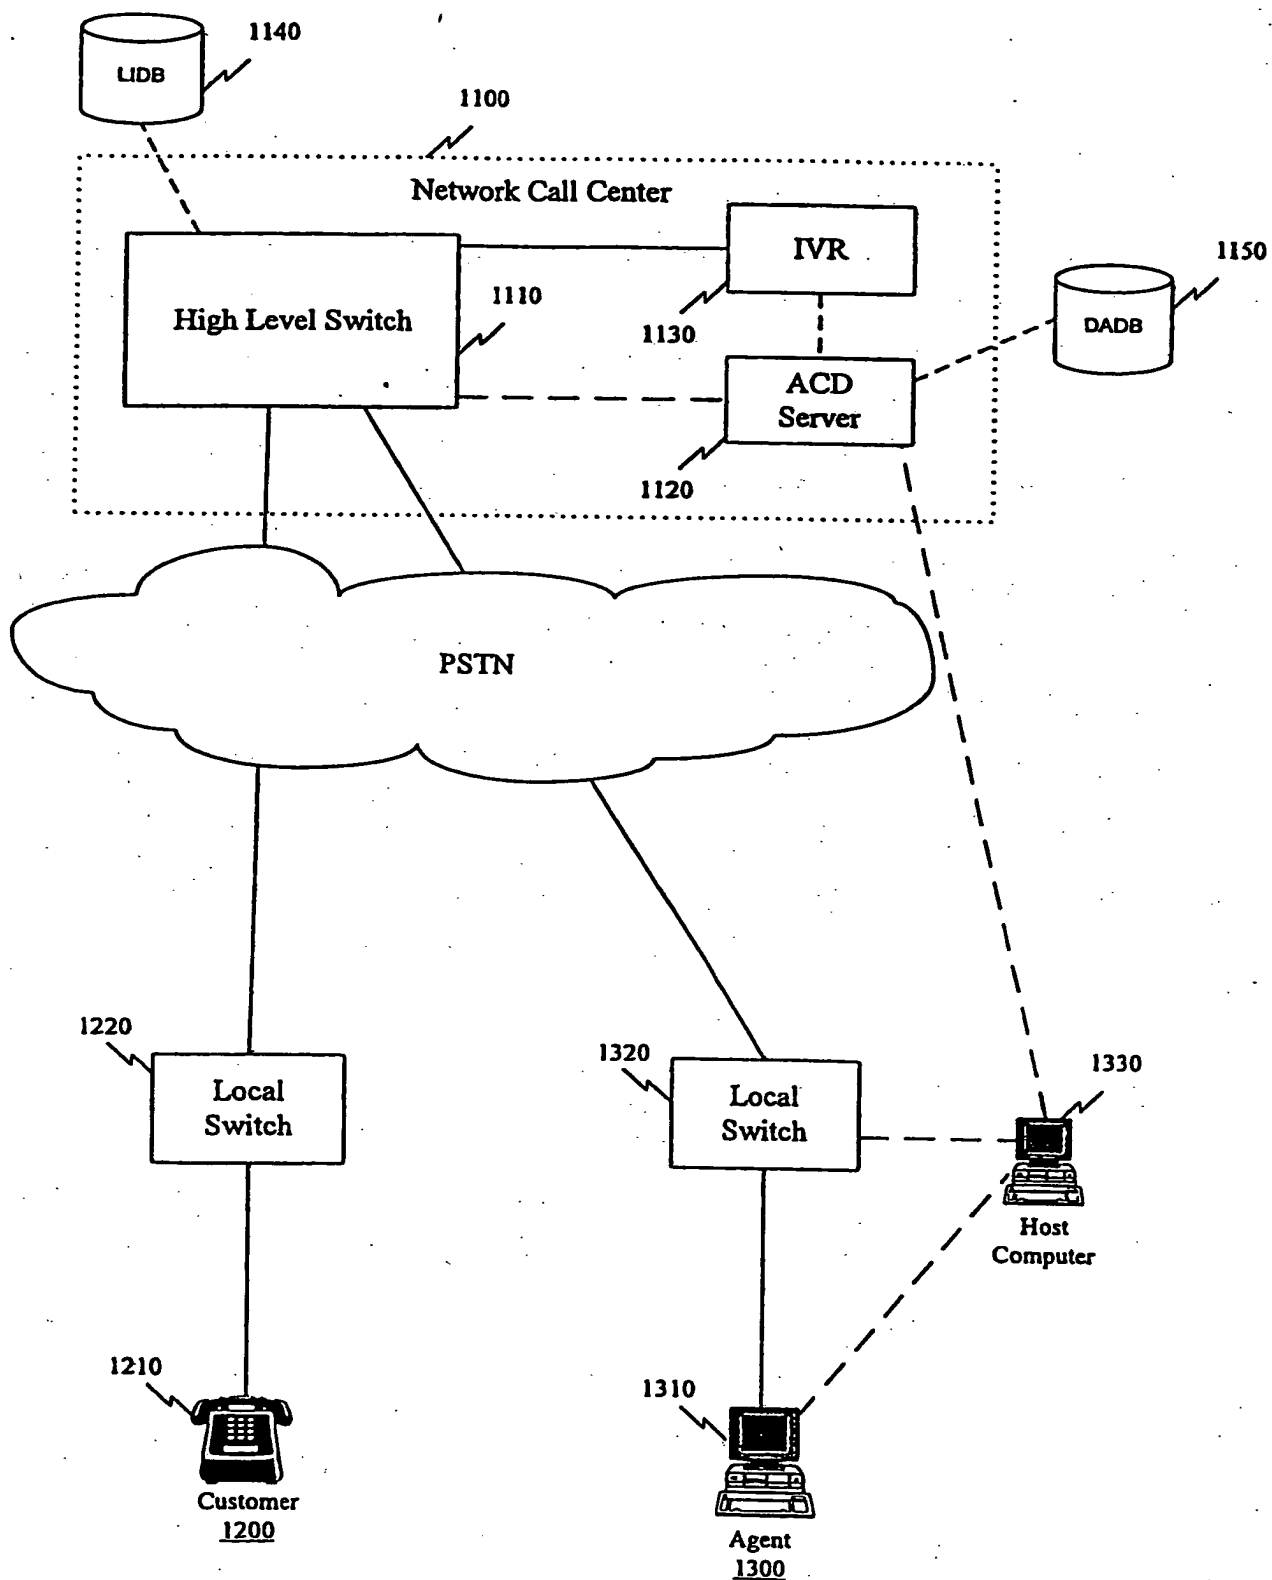 1140
LIDB
1100
Network Call Center
IVR
1150
1110
High Level Switch
1130
DADB
ACD
Server
1120
PSTN
1220
1320
1330
Local
Switch
Local
Switch
Host
Computer
1210
1310
Customer
1200
Agent
1300